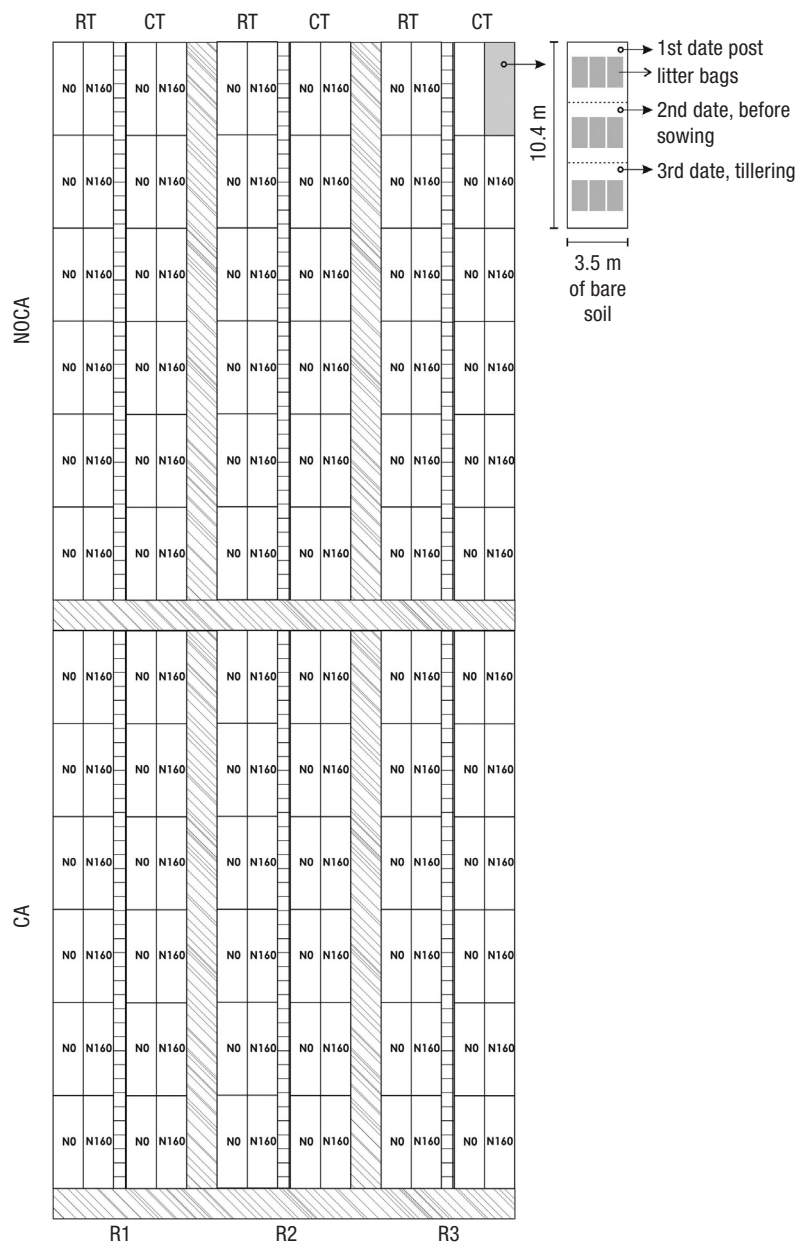 RT CT RT CT RT CT
N0 N160 N0 N160 N0 N160 N0 N160 N0 N160
N0 N160 N0 N160 N0 N160 N0 N160 N0 N160 N0 N160
N0 N160 N0 N160 N0 N160 N0 N160 N0 N160 N0 N160
N0 N160 N0 N160 N0 N160 N0 N160 N0 N160 N0 N160
N0 N160 N0 N160 N0 N160 N0 N160 N0 N160 N0 N160
N0 N160 N0 N160 N0 N160 N0 N160 N0 N160 N0 N160
NOCA
N0 N160 N0 N160 N0 N160 N0 N160 N0 N160 N0 N160
N0 N160 N0 N160 N0 N160 N0 N160 N0 N160 N0 N160
N0 N160 N0 N160 N0 N160 N0 N160 N0 N160 N0 N160
N0 N160 N0 N160 N0 N160 N0 N160 N0 N160 N0 N160
N0 N160 N0 N160 N0 N160 N0 N160 N0 N160 N0 N160
N0 N160 N0 N160 N0 N160 N0 N160 N0 N160 N0 N160
CA
R1 R2 R3
10.4 m
1st date post
litter bags
2nd date, before
sowing
3rd date, tillering
3.5 m
of bare
soil